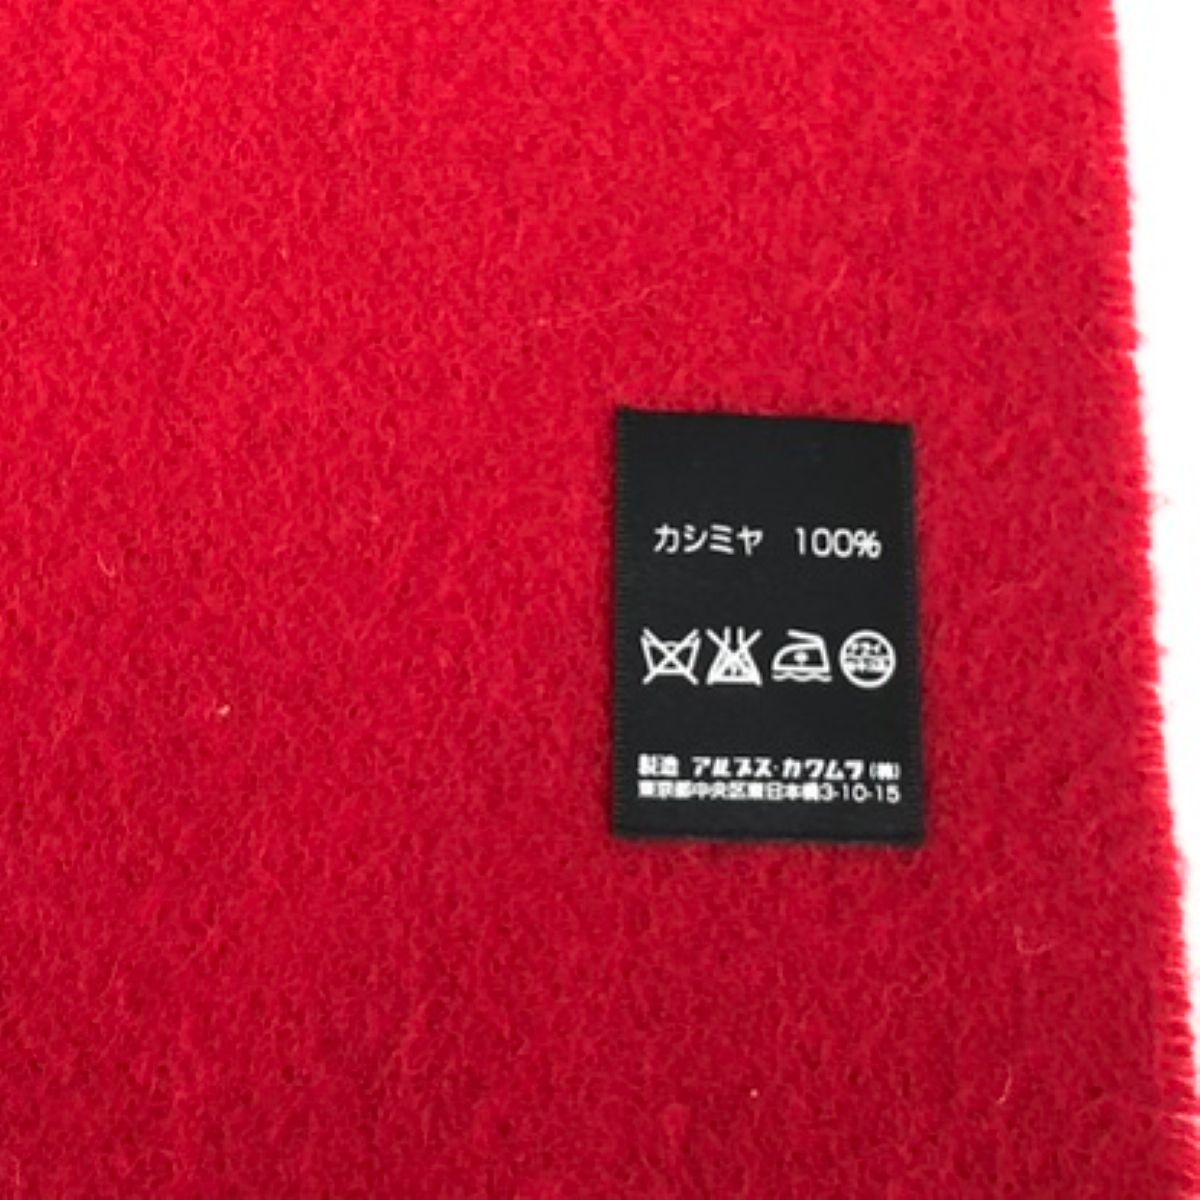 カシミヤ 100%
製造 アルプス・カワムラ(株)
東京都中央区東日本橋3-10-15